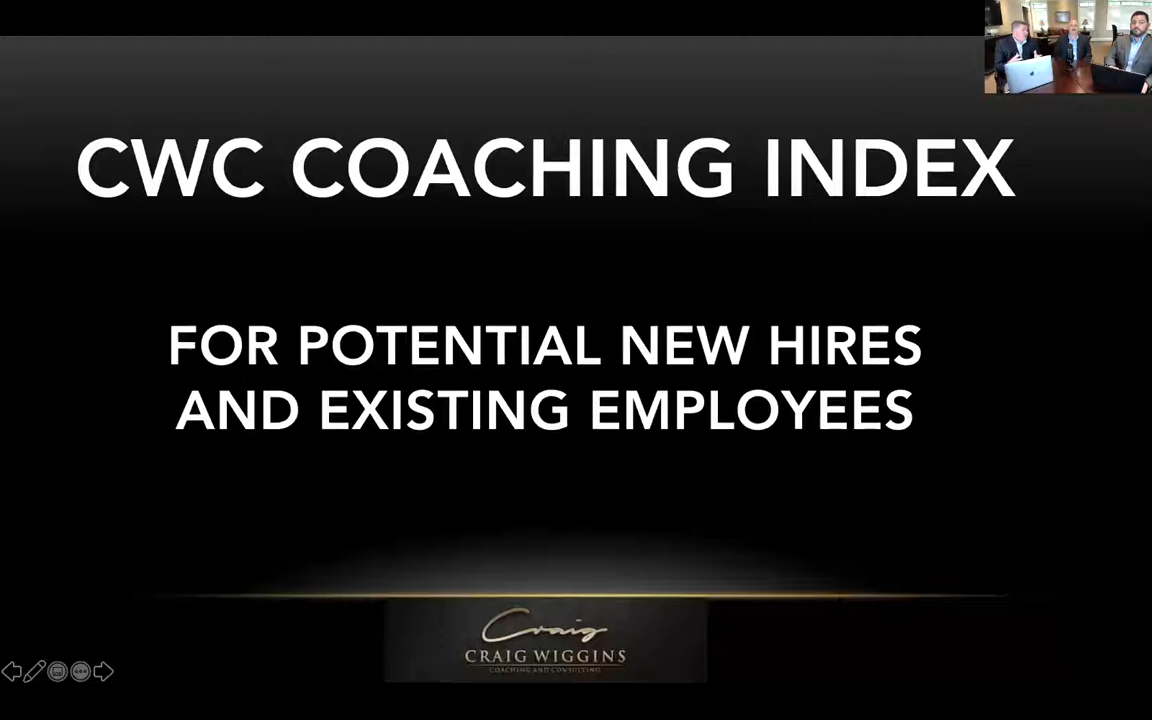 CWC COACHING INDEX
FOR POTENTIAL NEW HIRES
AND EXISTING EMPLOYEES
Craig
CRAIG WIGGINS
COACHING AND CONSULTING